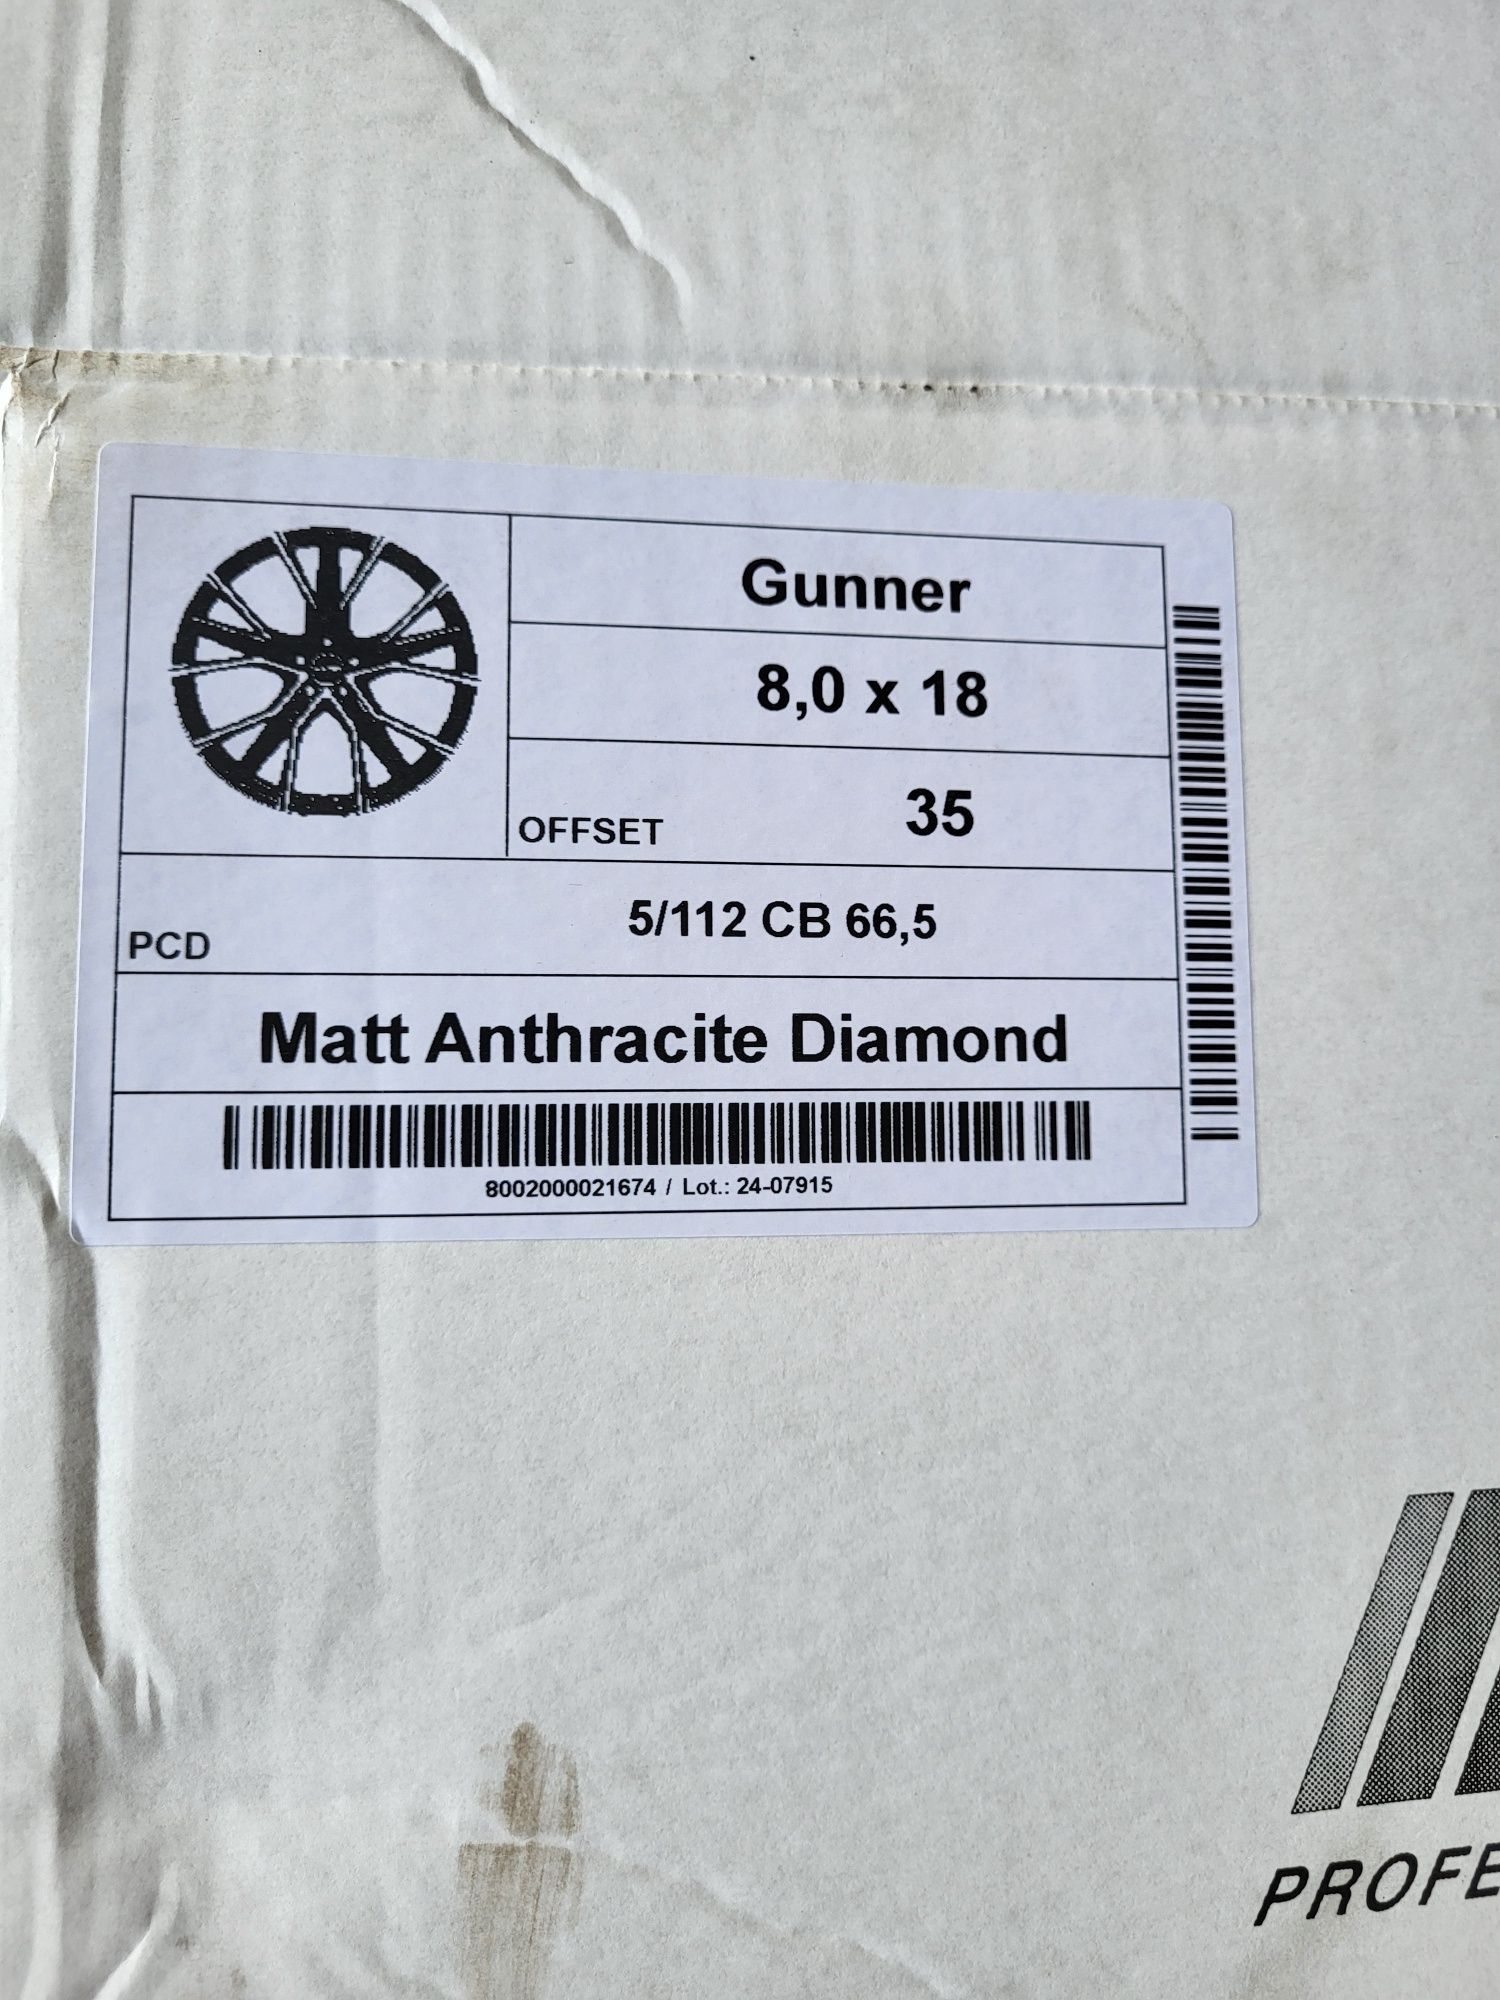 Gunner
8,0 x 18
OFFSET 35
PCD 5/112 CB 66,5
Matt Anthracite Diamond
8002000021674 / Lot.: 24-07915
PROFE